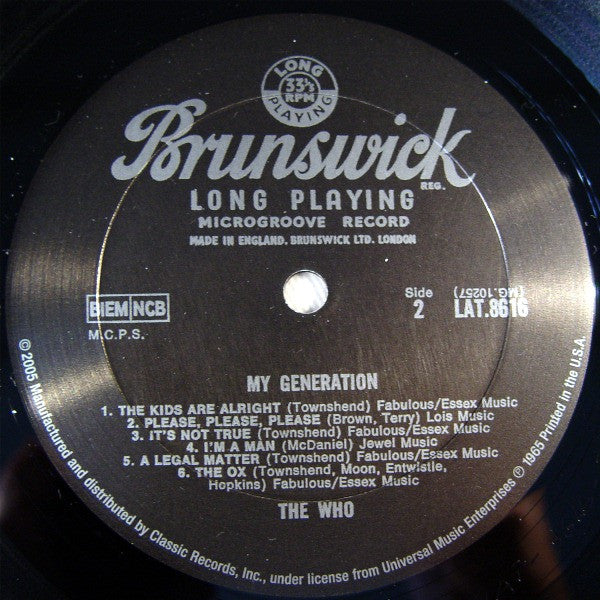 LONG
33⅓
RPM
PLAYING
Brunswick
REG.
LONG PLAYING
MICROGROOVE RECORD
MADE IN ENGLAND. BRUNSWICK LTD. LONDON
BIEM NCB
M.C.P.S.
Side
2
LAT.8616
(MG.10257)
MY GENERATION
1. THE KIDS ARE ALRIGHT (Townshend) Fabulous/Essex Music
2. PLEASE, PLEASE, PLEASE (Brown, Terry) Lois Music
3. IT'S NOT TRUE (Townshend) Fabulous/Essex Music
4. I'M A MAN (McDaniel) Jewel Music
5. A LEGAL MATTER (Townshend) Fabulous/Essex Music
6. THE OX (Townshend, Moon, Entwistle,
Hopkins) Fabulous/Essex Music
THE WHO
© 2005 Manufactured and distributed by Classic Records, Inc., under license from Universal Music Enterprises ℗ 1965 Printed in the U.S.A.